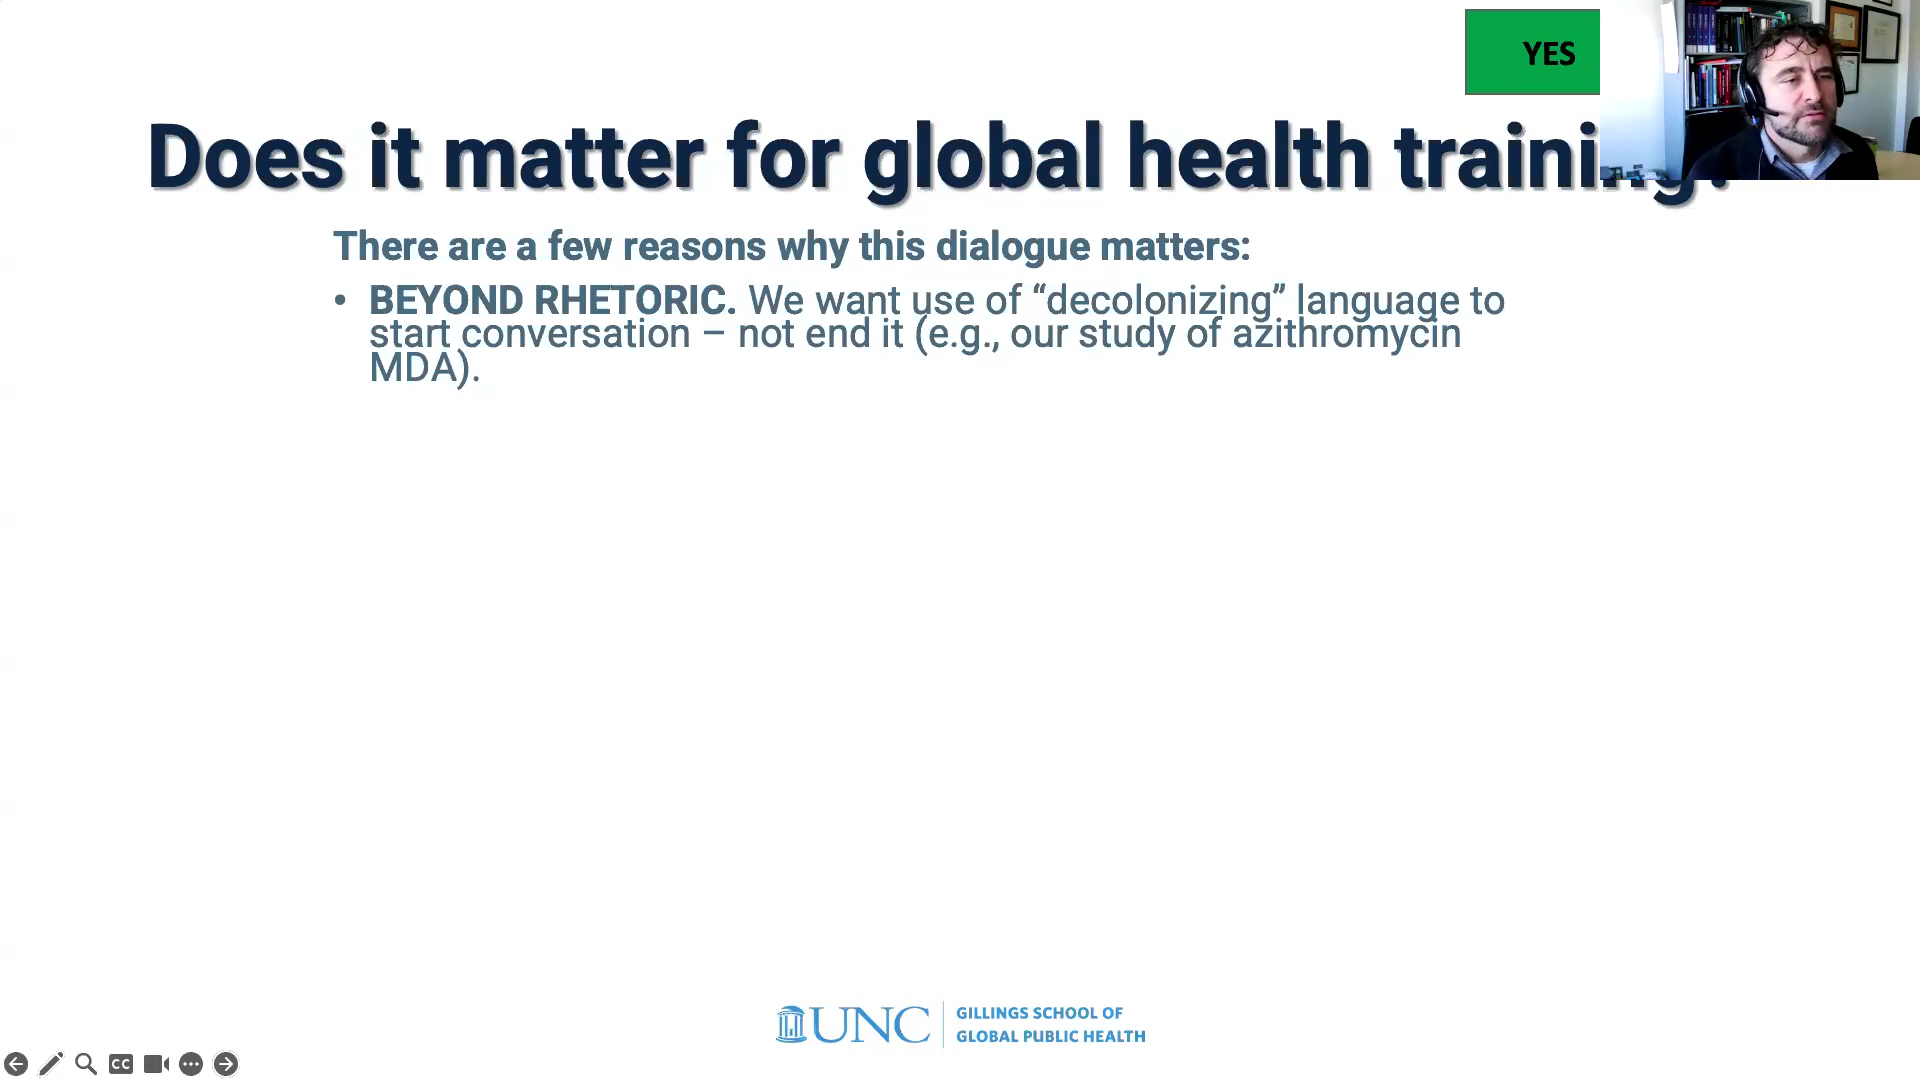 YES
Does it matter for global health training?
There are a few reasons why this dialogue matters:
• BEYOND RHETORIC. We want use of “decolonizing” language to
start conversation – not end it (e.g., our study of azithromycin
MDA).
UNC
GILLINGS SCHOOL OF
GLOBAL PUBLIC HEALTH
CC